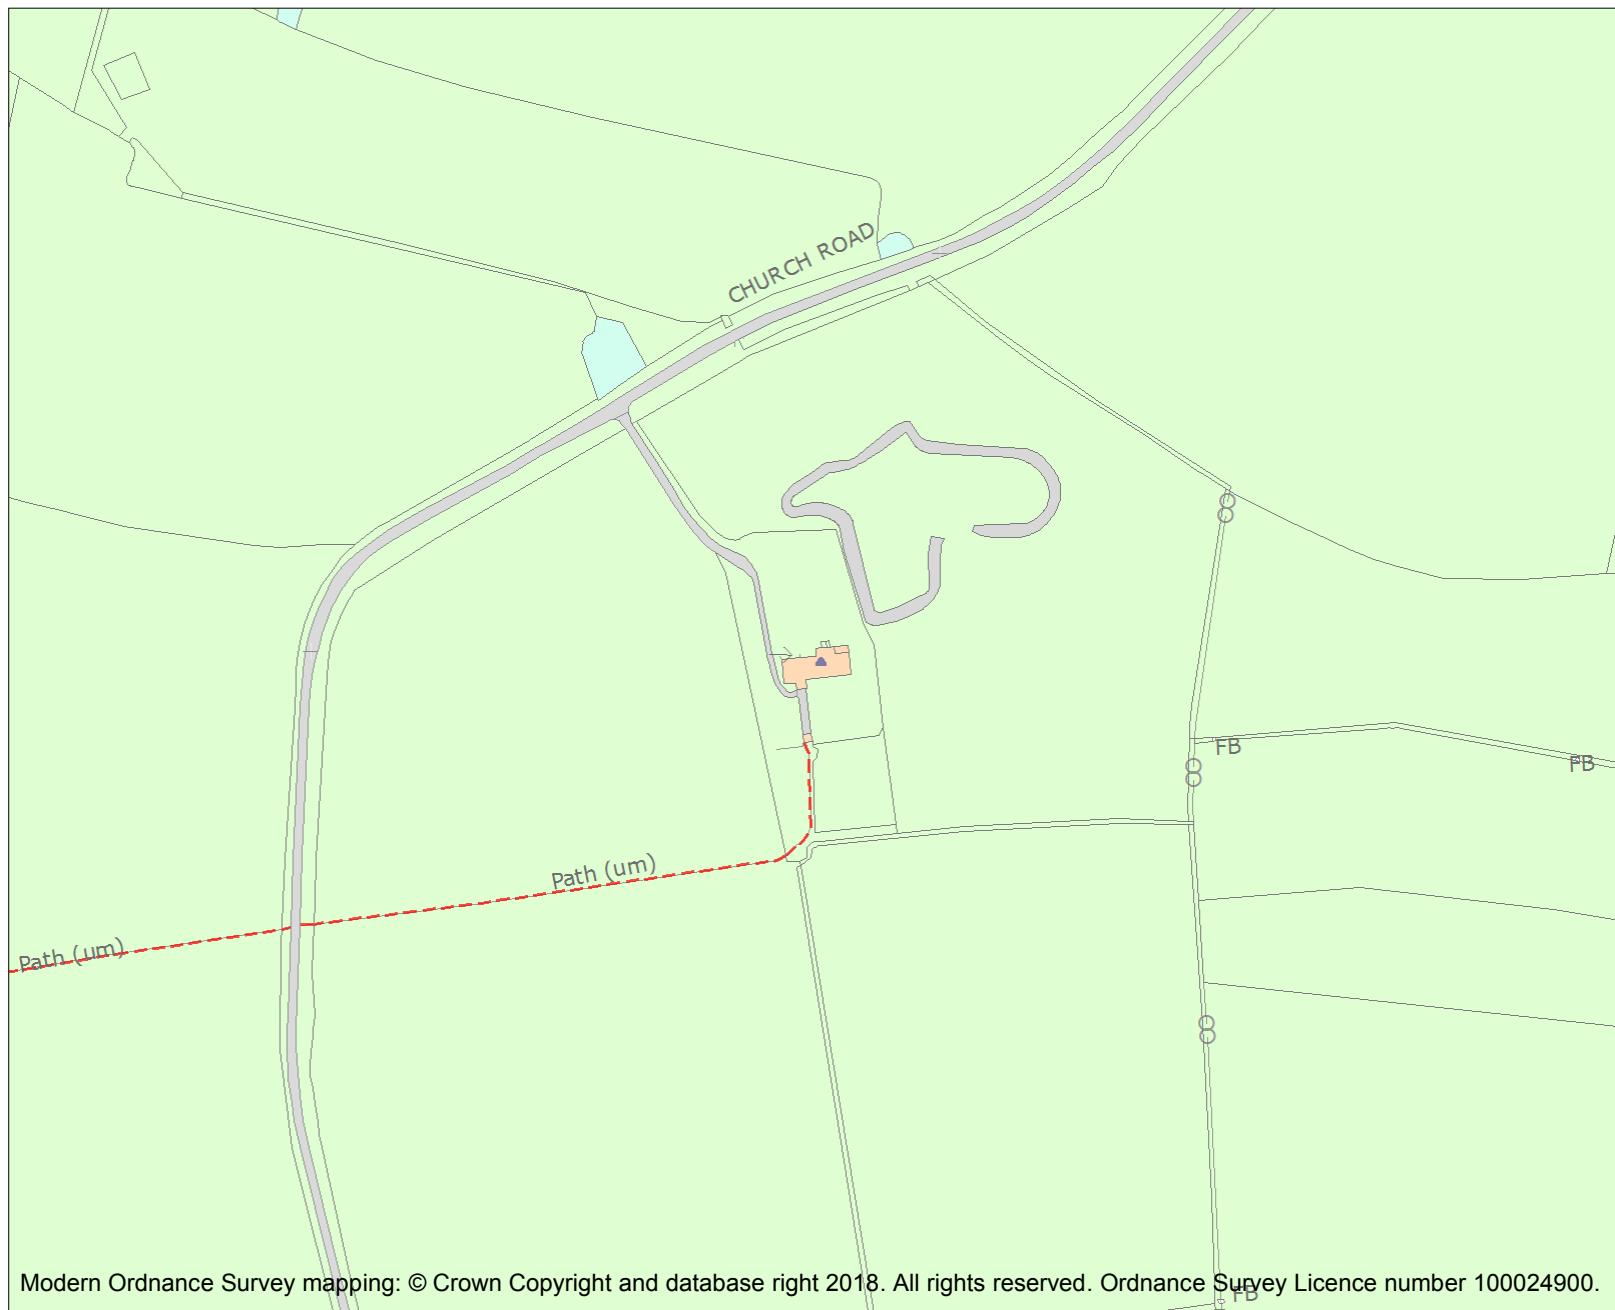 CHURCH ROAD
FB
FB
Path (um)
Path (um)
FB
Modern Ordnance Survey mapping: © Crown Copyright and database right 2018. All rights reserved. Ordnance Survey Licence number 100024900.